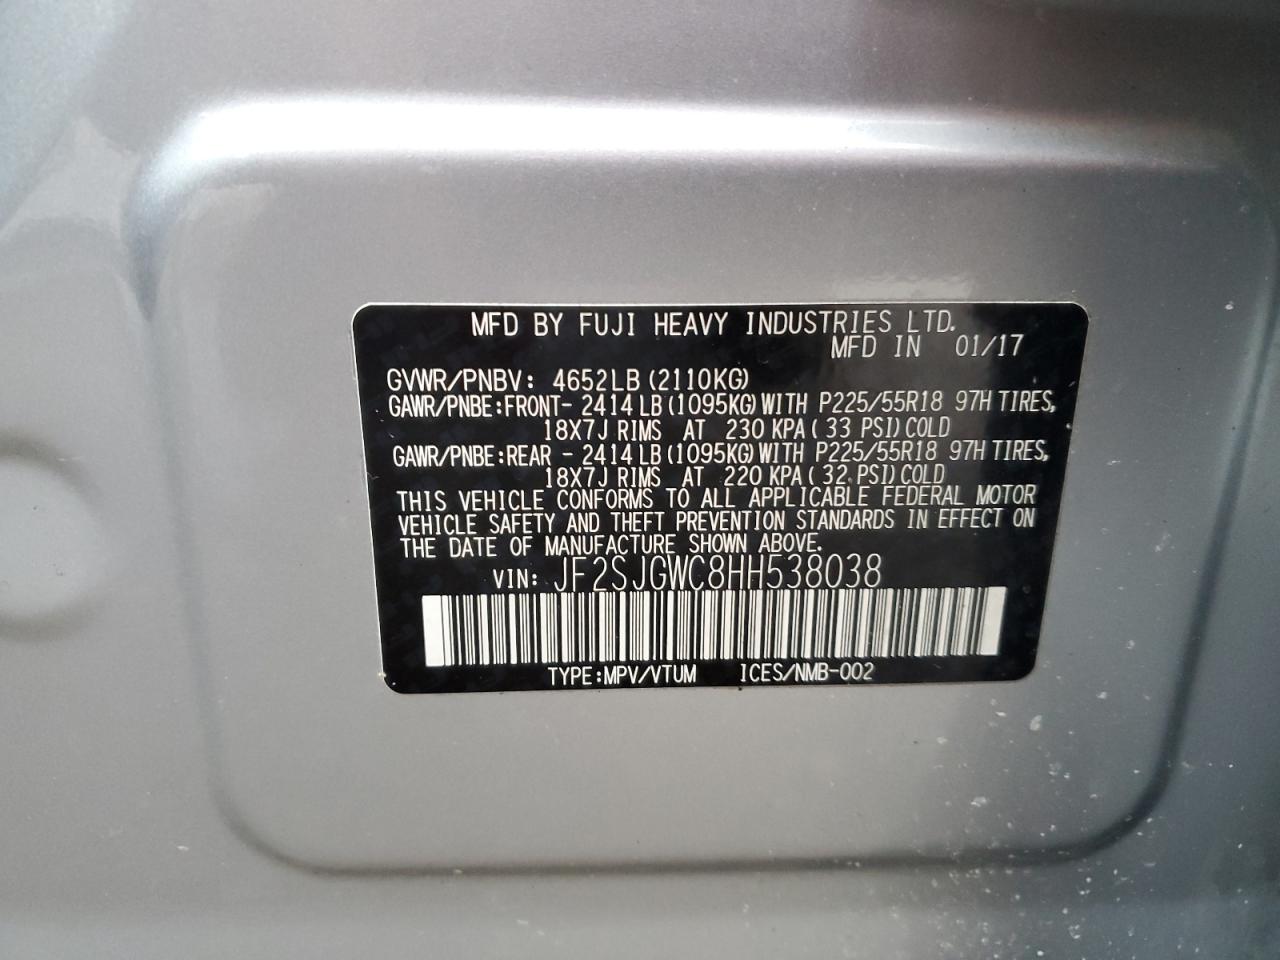 MFD BY FUJI HEAVY INDUSTRIES LTD.
MFD IN 01/17
GVWR/PNBV: 4652LB (2110KG)
GAWR/PNBE:FRONT- 2414 LB (1095KG) WITH P225/55R18 97H TIRES,
18X7J RIMS AT 230 KPA ( 33 PSI) COLD
GAWR/PNBE:REAR - 2414 LB (1095KG) WITH P225/55R18 97H TIRES,
18X7J RIMS AT 220 KPA ( 32 PSI) COLD
THIS VEHICLE CONFORMS TO ALL APPLICABLE FEDERAL MOTOR
VEHICLE SAFETY AND THEFT PREVENTION STANDARDS IN EFFECT ON
THE DATE OF MANUFACTURE SHOWN ABOVE.
VIN: JF2SJGWC8HH538038
TYPE:MPV/VTUM ICES/NMB-002